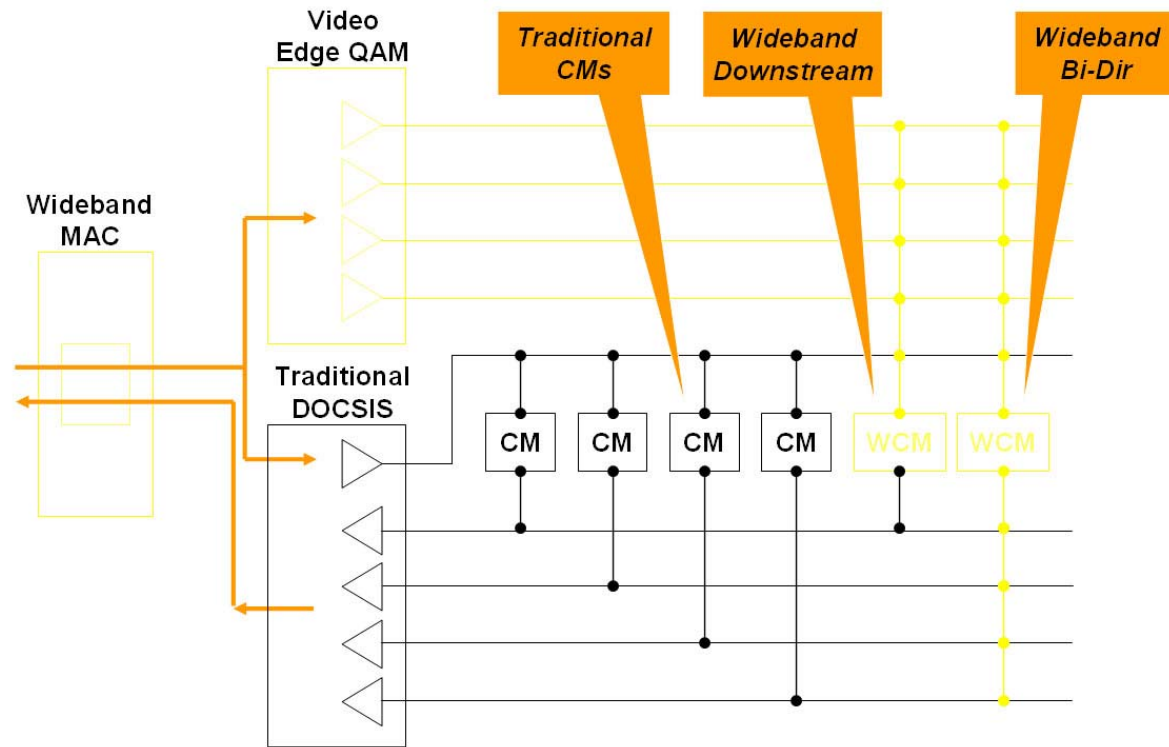 Video
Edge QAM
Traditional
CMs
Wideband
Downstream
Wideband
Bi-Dir
Wideband
MAC
Traditional
DOCSIS
CM
CM
CM
CM
WCM
WCM